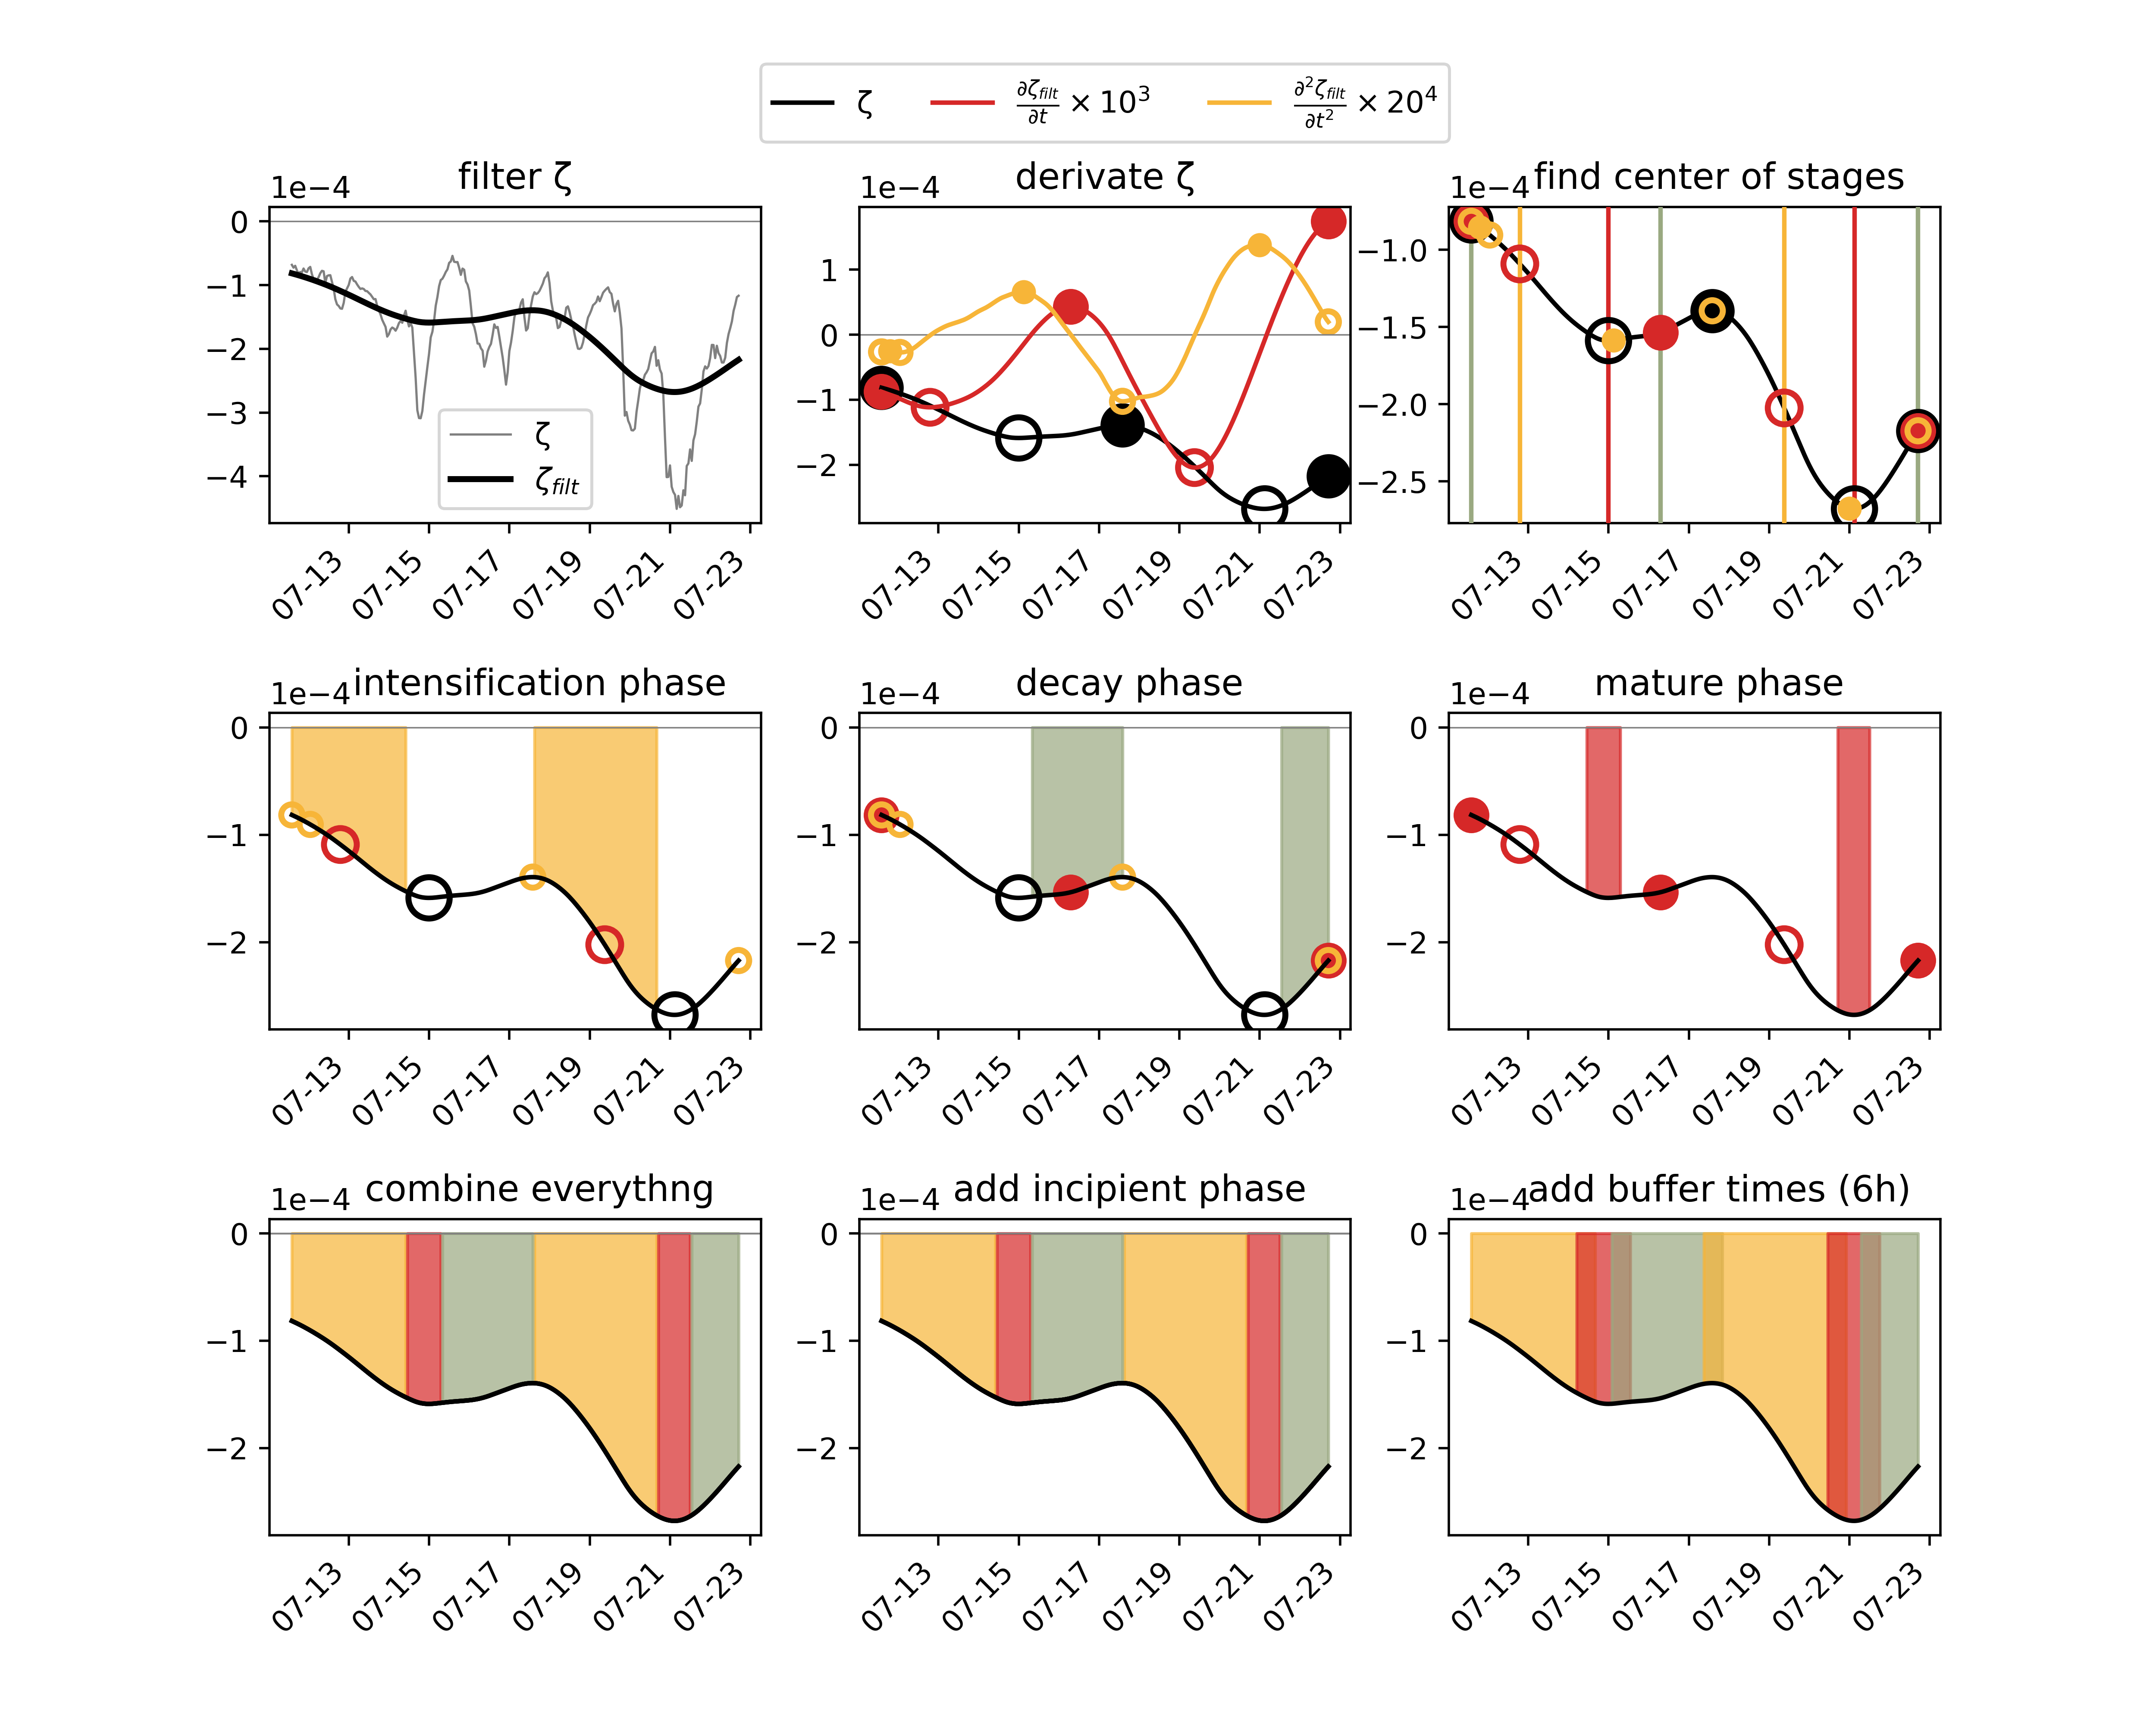 ζ ∂ζfilt/∂t × 10³ ∂²ζfilt/∂t² × 20⁴
filter ζ
1e−4
0
−1
−2
−3
−4
ζ
ζfilt
07-13 07-15 07-17 07-19 07-21 07-23
derivate ζ
1e−4
1
0
−1
−2
07-13 07-15 07-17 07-19 07-21 07-23
find center of stages
1e−4
−1.0
−1.5
−2.0
−2.5
07-13 07-15 07-17 07-19 07-21 07-23
intensification phase
1e−4
0
−1
−2
07-13 07-15 07-17 07-19 07-21 07-23
decay phase
1e−4
0
−1
−2
07-13 07-15 07-17 07-19 07-21 07-23
mature phase
1e−4
0
−1
−2
07-13 07-15 07-17 07-19 07-21 07-23
combine everythng
1e−4
0
−1
−2
07-13 07-15 07-17 07-19 07-21 07-23
add incipient phase
1e−4
0
−1
−2
07-13 07-15 07-17 07-19 07-21 07-23
add buffer times (6h)
1e−4
0
−1
−2
07-13 07-15 07-17 07-19 07-21 07-23